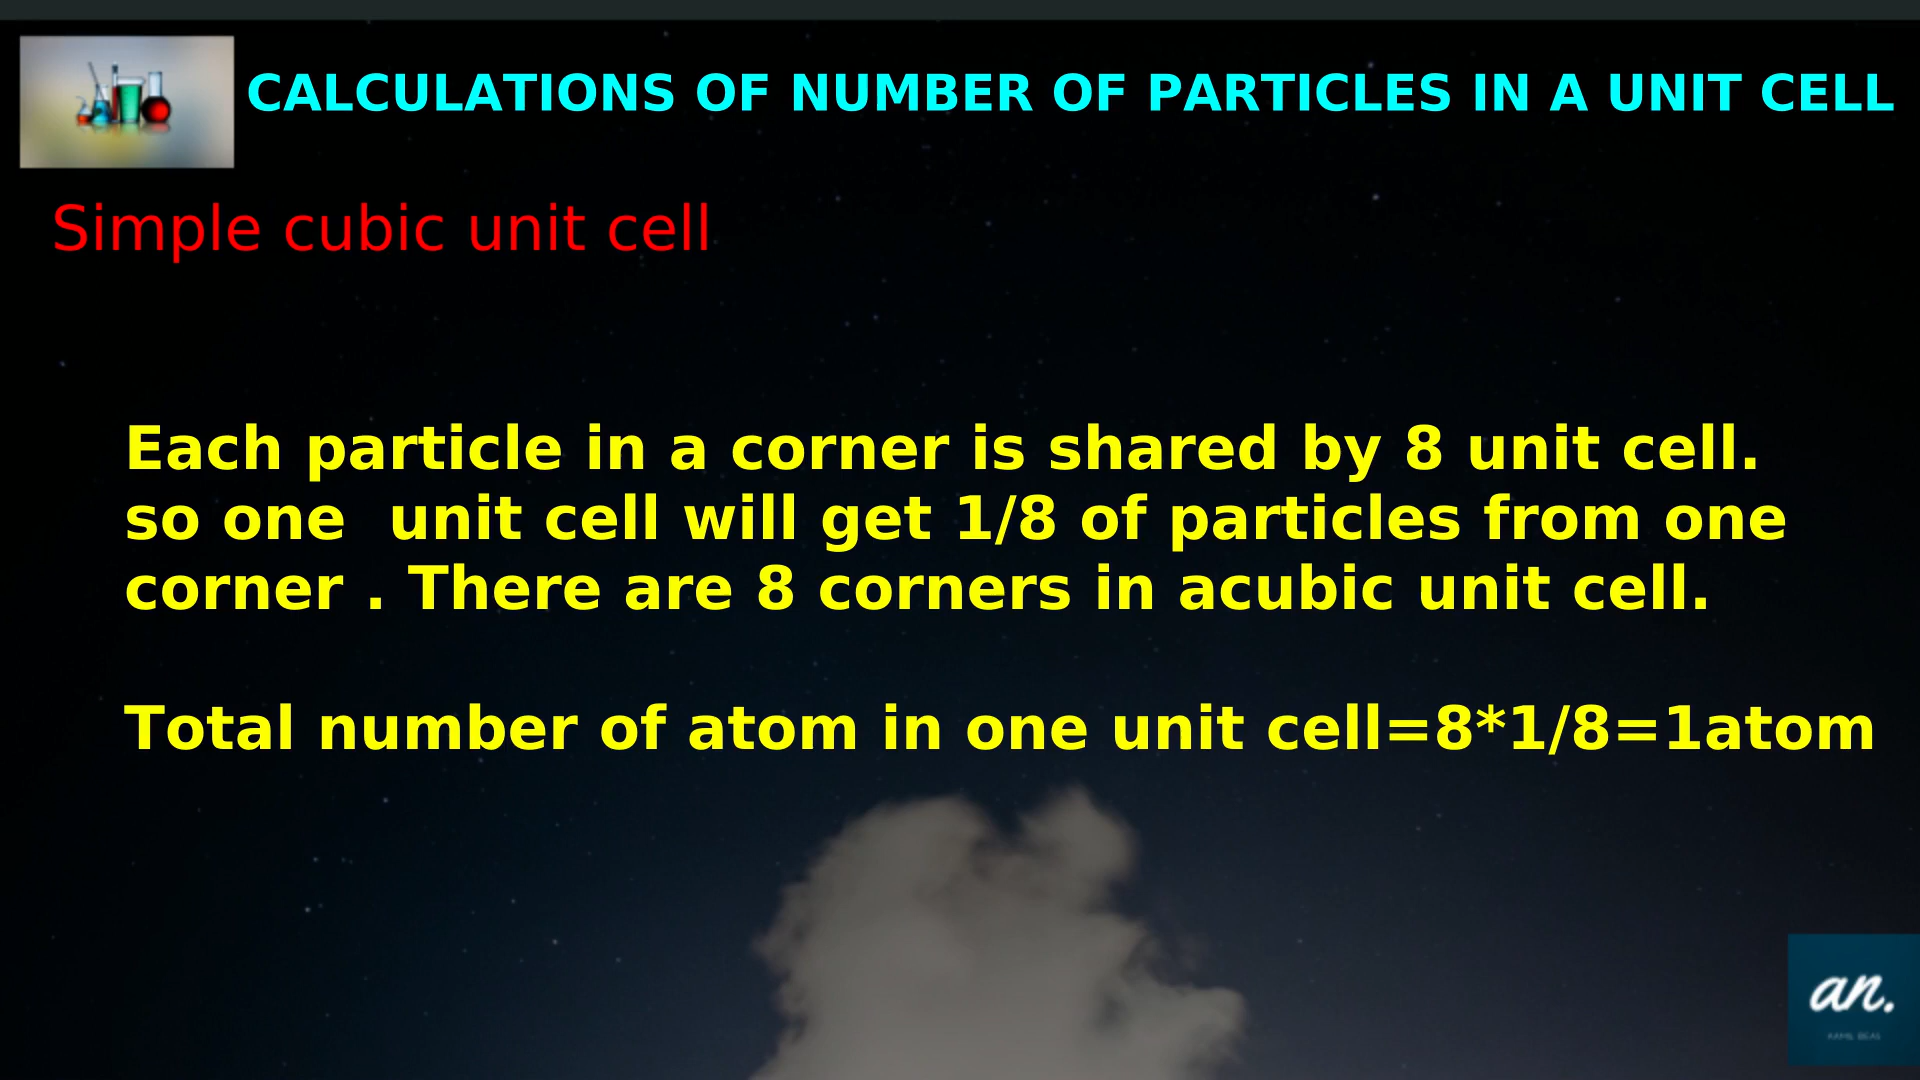 CALCULATIONS OF NUMBER OF PARTICLES IN A UNIT CELL
Simple cubic unit cell
Each particle in a corner is shared by 8 unit cell.
so one  unit cell will get 1/8 of particles from one
corner . There are 8 corners in acubic unit cell.
Total number of atom in one unit cell=8*1/8=1atom
an.